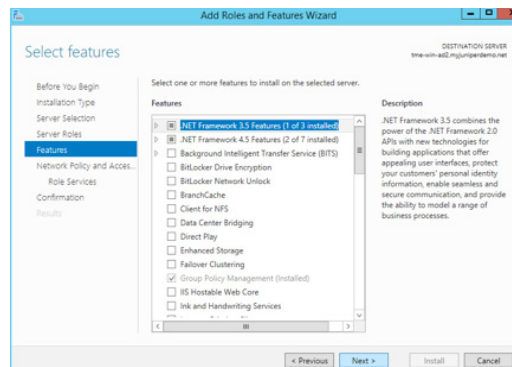 Add Roles and Features Wizard
Select features
DESTINATION SERVER
tme-win-ad2.myjuniperdemo.net
Before You Begin
Installation Type
Server Selection
Server Roles
Features
Network Policy and Acces...
Role Services
Confirmation
Results
Select one or more features to install on the selected server.
Features
.NET Framework 3.5 Features (1 of 3 installed)
.NET Framework 4.5 Features (2 of 7 installed)
Background Intelligent Transfer Service (BITS)
BitLocker Drive Encryption
BitLocker Network Unlock
BranchCache
Client for NFS
Data Center Bridging
Direct Play
Enhanced Storage
Failover Clustering
Group Policy Management (Installed)
IIS Hostable Web Core
Ink and Handwriting Services
Description
.NET Framework 3.5 combines the
power of the .NET Framework 2.0
APIs with new technologies for
building applications that offer
appealing user interfaces, protect
your customers' personal identity
information, enable seamless and
secure communication, and provide
the ability to model a range of
business processes.
< Previous
Next >
Install
Cancel